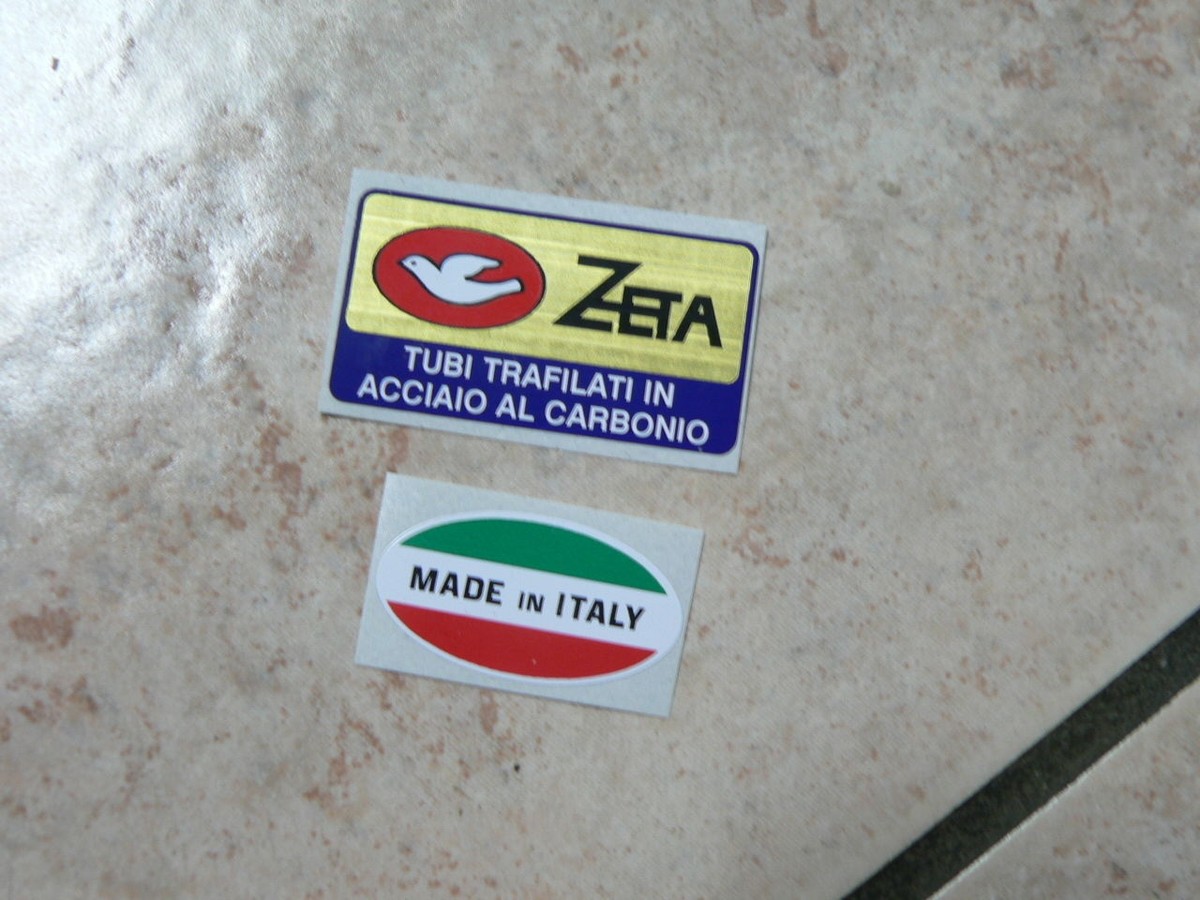 ZETA
TUBI TRAFILATI IN
ACCIAIO AL CARBONIO
MADE IN ITALY